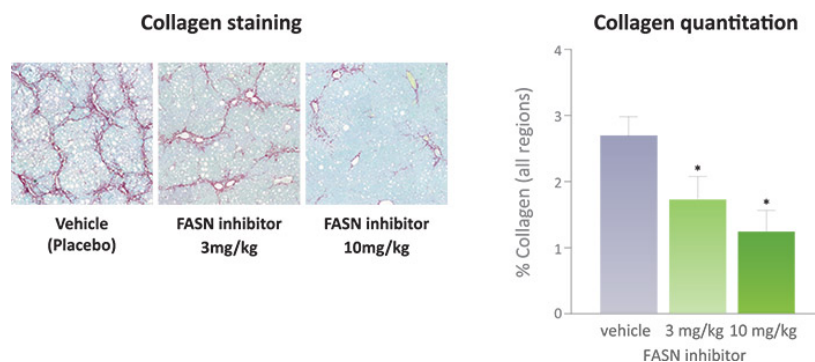 Collagen staining
Vehicle
(Placebo)
FASN inhibitor
3mg/kg
FASN inhibitor
10mg/kg
Collagen quantitation
% Collagen (all regions)
4
3
2
1
0
*
*
vehicle
3 mg/kg
10 mg/kg
FASN inhibitor